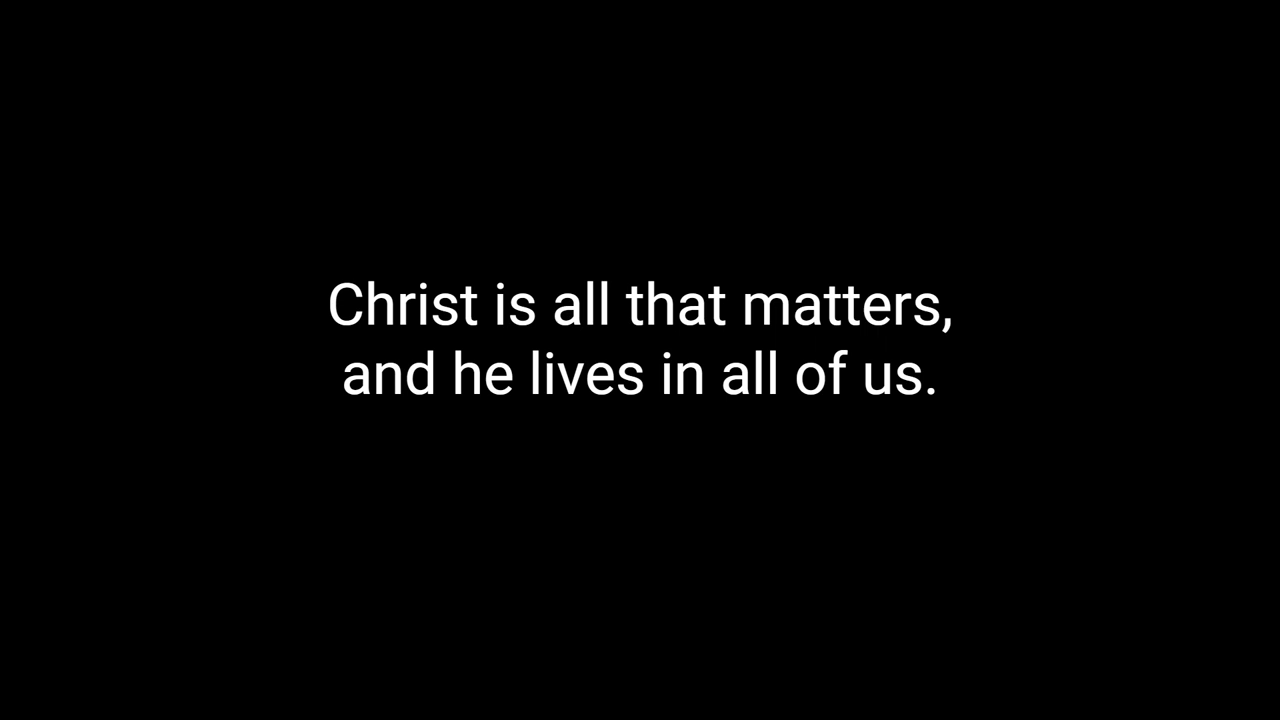 Christ is all that matters,
and he lives in all of us.